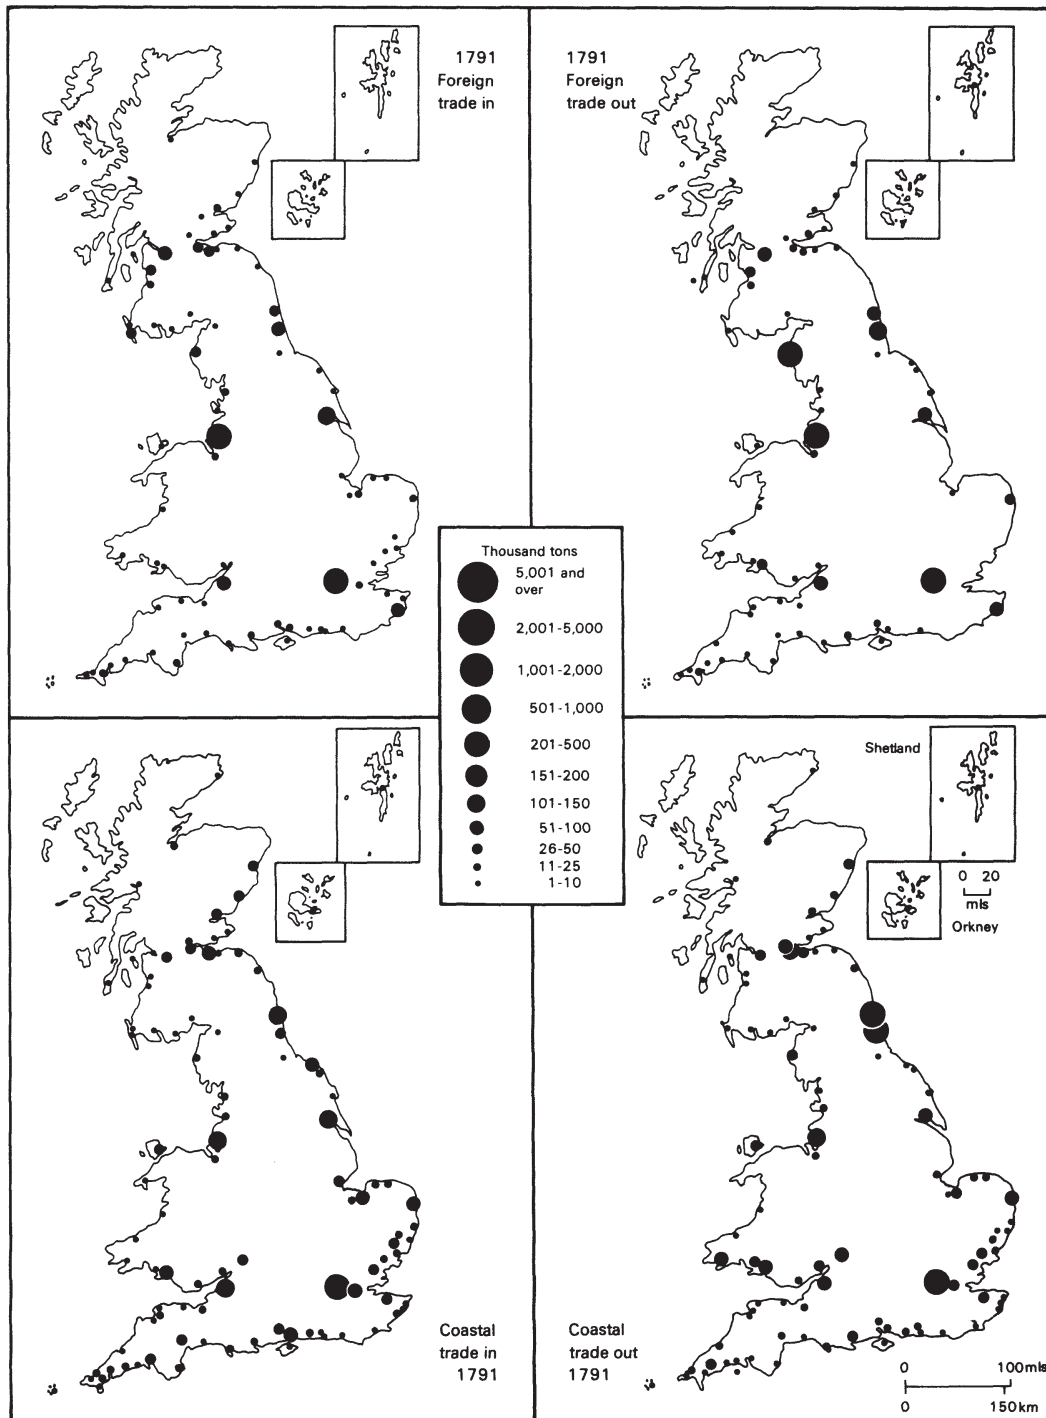 1791
Foreign
trade in
1791
Foreign
trade out
Thousand tons
5,001 and
over
2,001-5,000
1,001-2,000
501-1,000
201-500
151-200
101-150
51-100
26-50
11-25
1-10
Coastal
trade in
1791
Coastal
trade out
1791
Shetland
0 20
mls
Orkney
0 100mls
0 150km